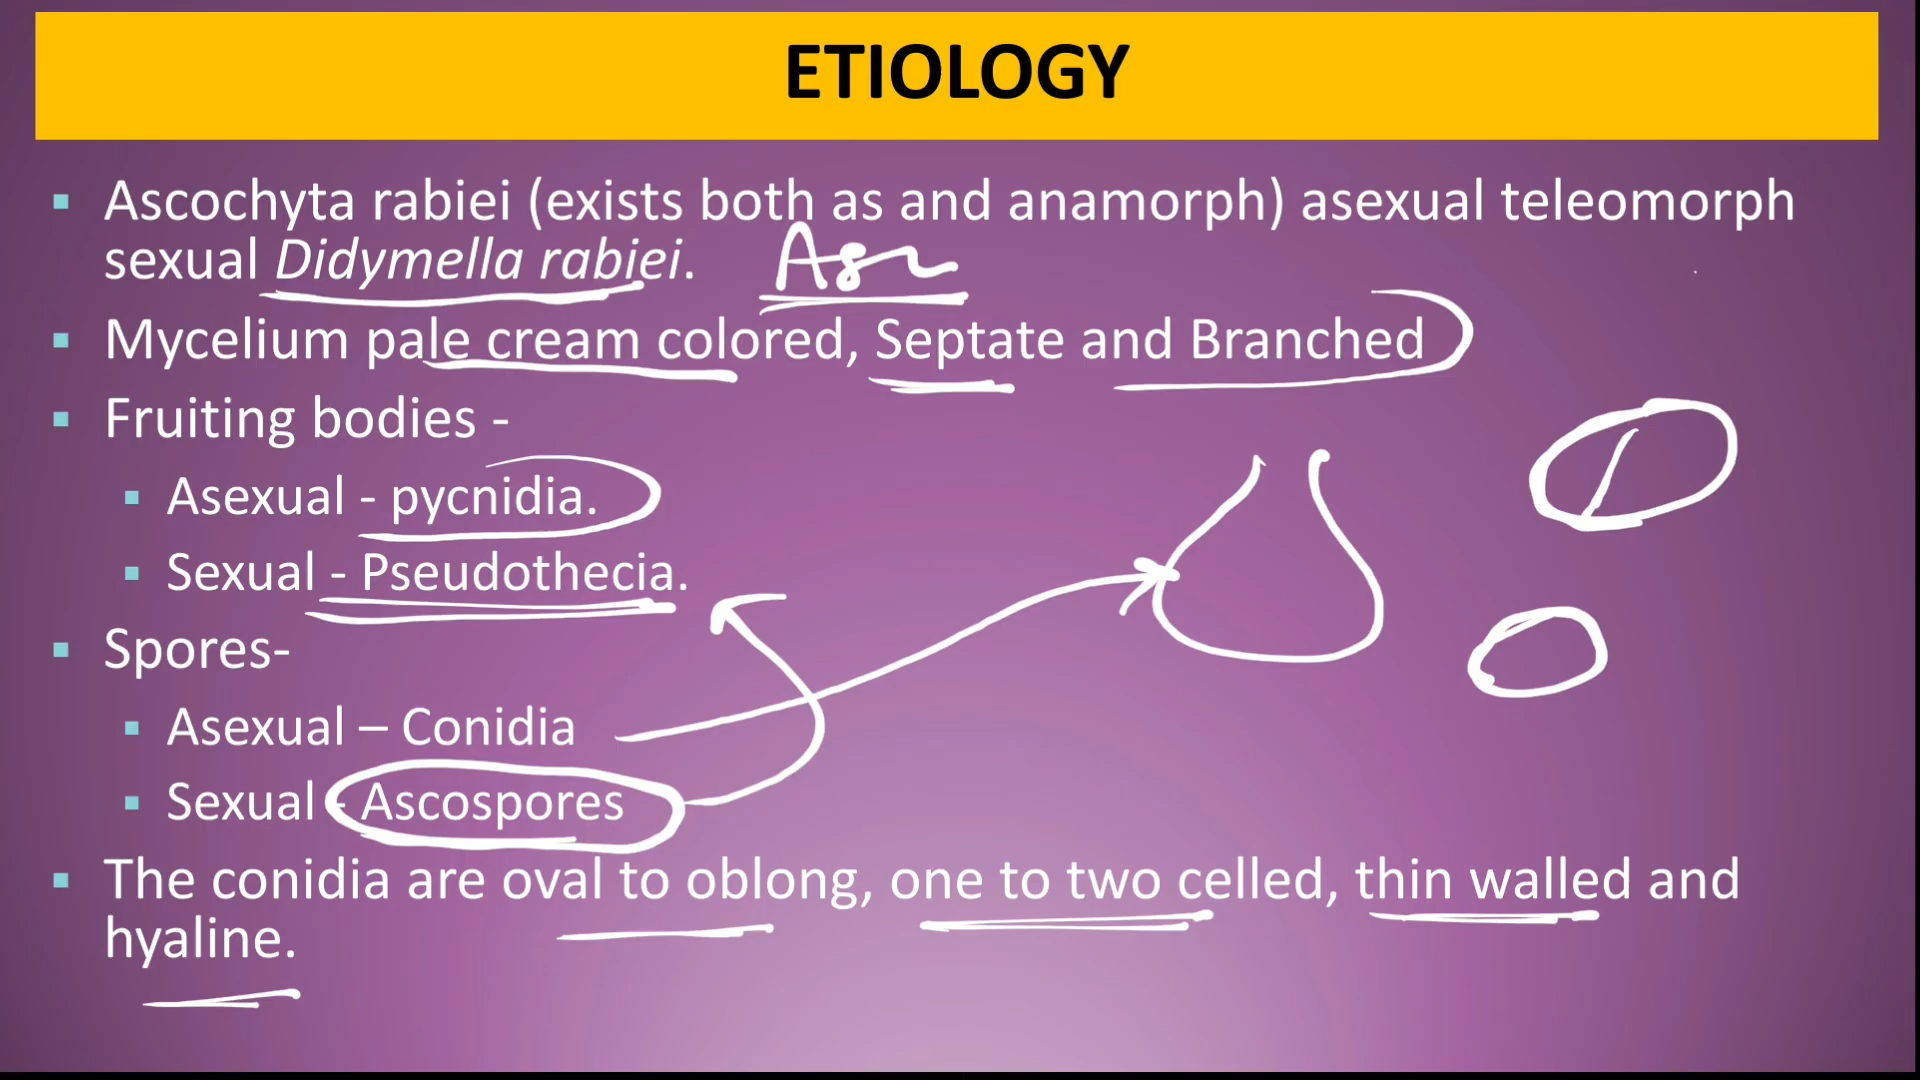 ETIOLOGY
Ascochyta rabiei (exists both as and anamorph) asexual teleomorph
sexual Didymella rabiei.
Mycelium pale cream colored, Septate and Branched
Fruiting bodies -
Asexual - pycnidia.
Sexual - Pseudothecia.
Spores-
Asexual – Conidia
Sexual - Ascospores
The conidia are oval to oblong, one to two celled, thin walled and
hyaline.